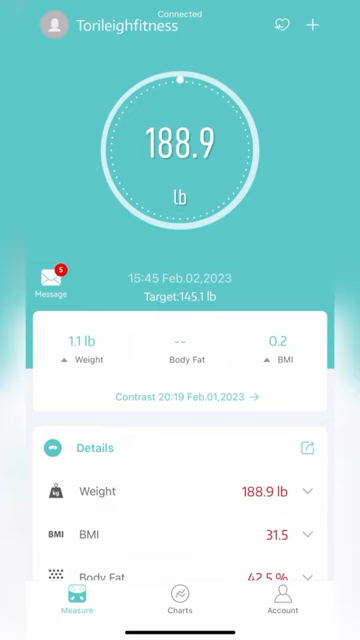 Connected
Torileighfitness
188.9
lb
5
Message
15:45 Feb.02,2023
Target:145.1 lb
1.1 lb -- 0.2
Weight Body Fat BMI
Contrast 20:19 Feb.01,2023
Details
kg Weight 188.9 lb
BMI BMI 31.5
Body Fat 42.5 %
Measure Charts Account